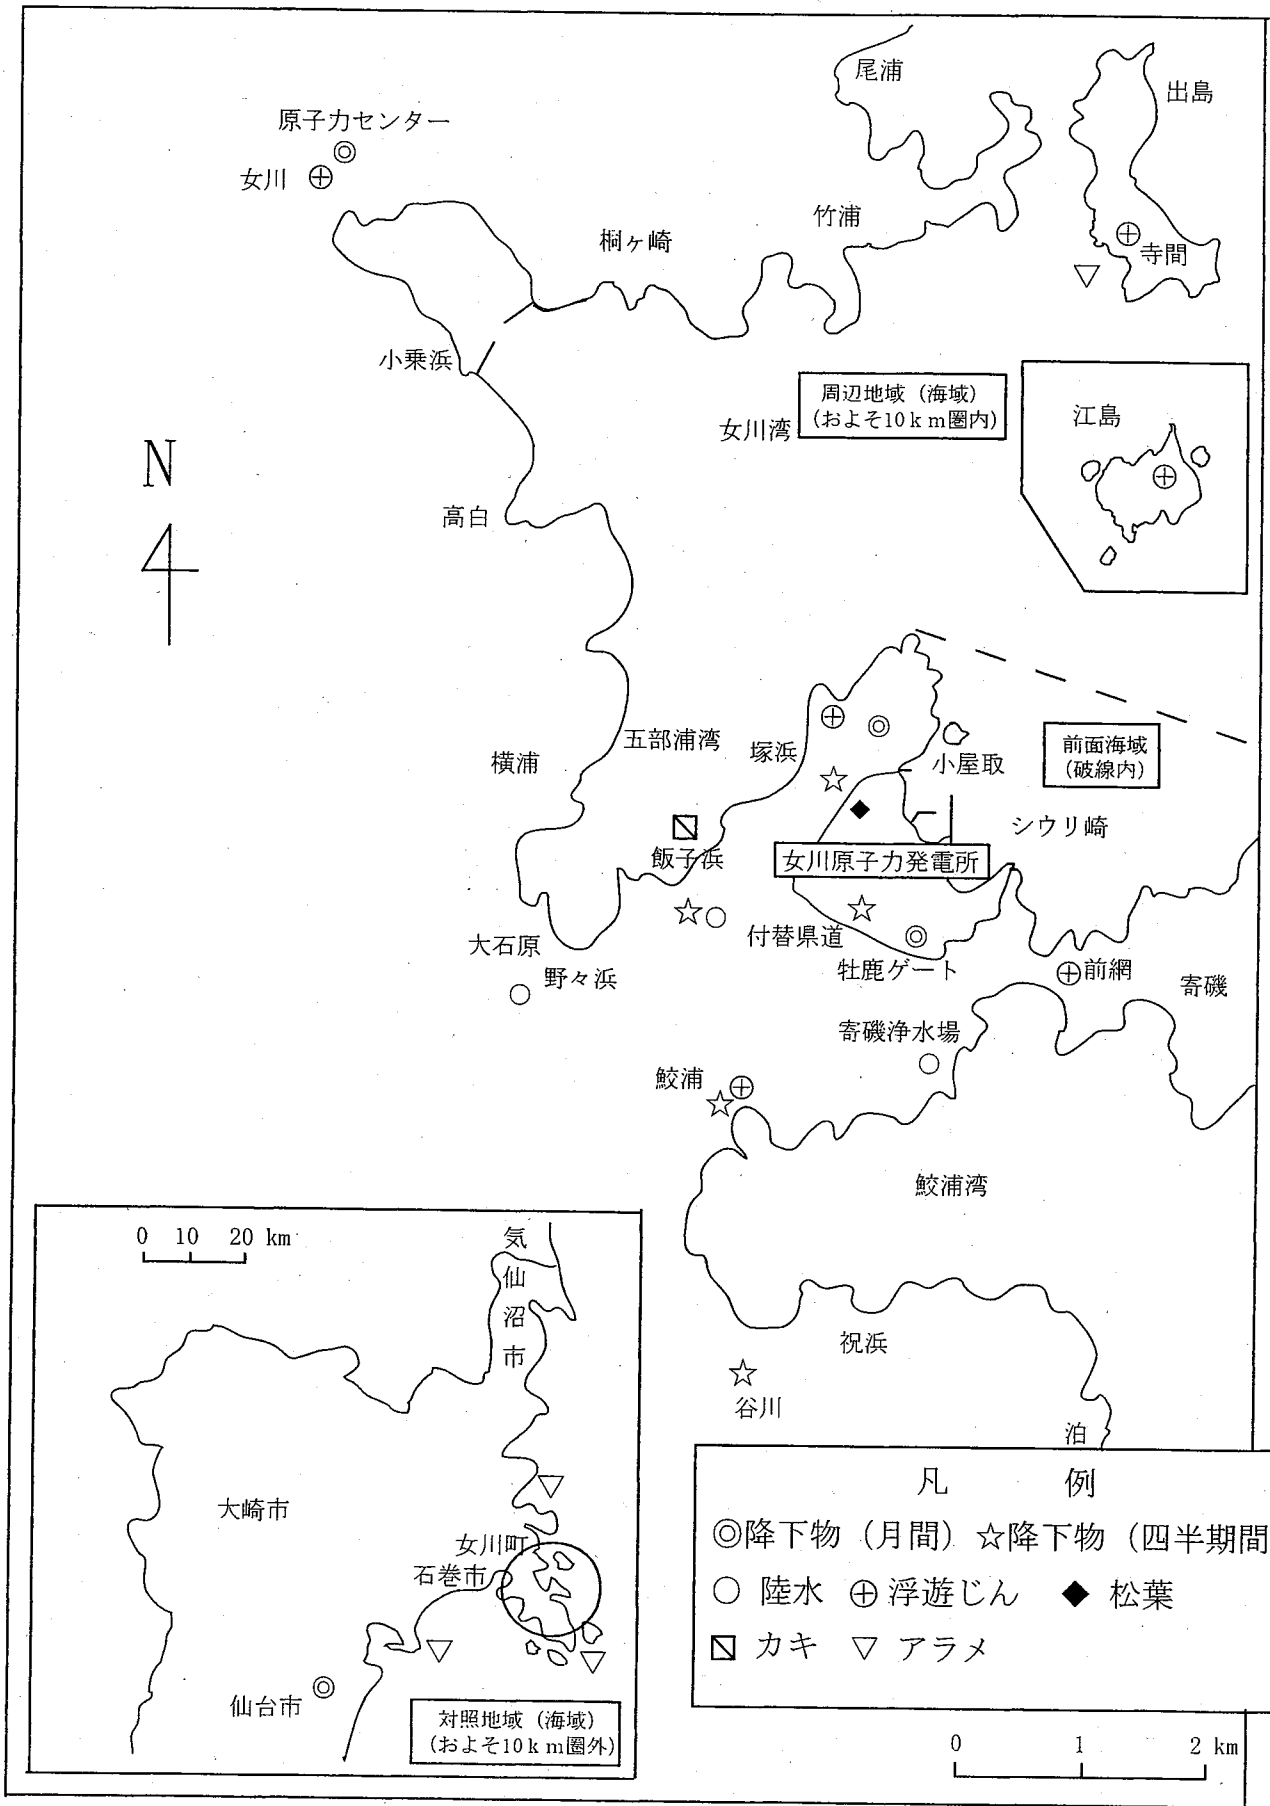 尾浦
出島
原子力センター
女川
竹浦
桐ヶ崎
寺間
小乗浜
周辺地域（海域）
(およそ10ｋｍ圏内)
女川湾
江島
N
高白
五部浦湾
塚浜
横浦
小屋取
前面海域
(破線内)
シウリ崎
飯子浜
女川原子力発電所
付替県道
大石原
野々浜
牡鹿ゲート
前網
寄磯
寄磯浄水場
鮫浦
鮫浦湾
祝浜
谷川
泊
0 10 20 km
気仙沼市
大崎市
女川町
石巻市
仙台市
対照地域（海域）
(およそ10ｋｍ圏外)
凡 例
◎降下物（月間）☆降下物（四半期間
○ 陸水 ⊕浮遊じん ◆ 松葉
カキ ▽ アラメ
0 1 2 km